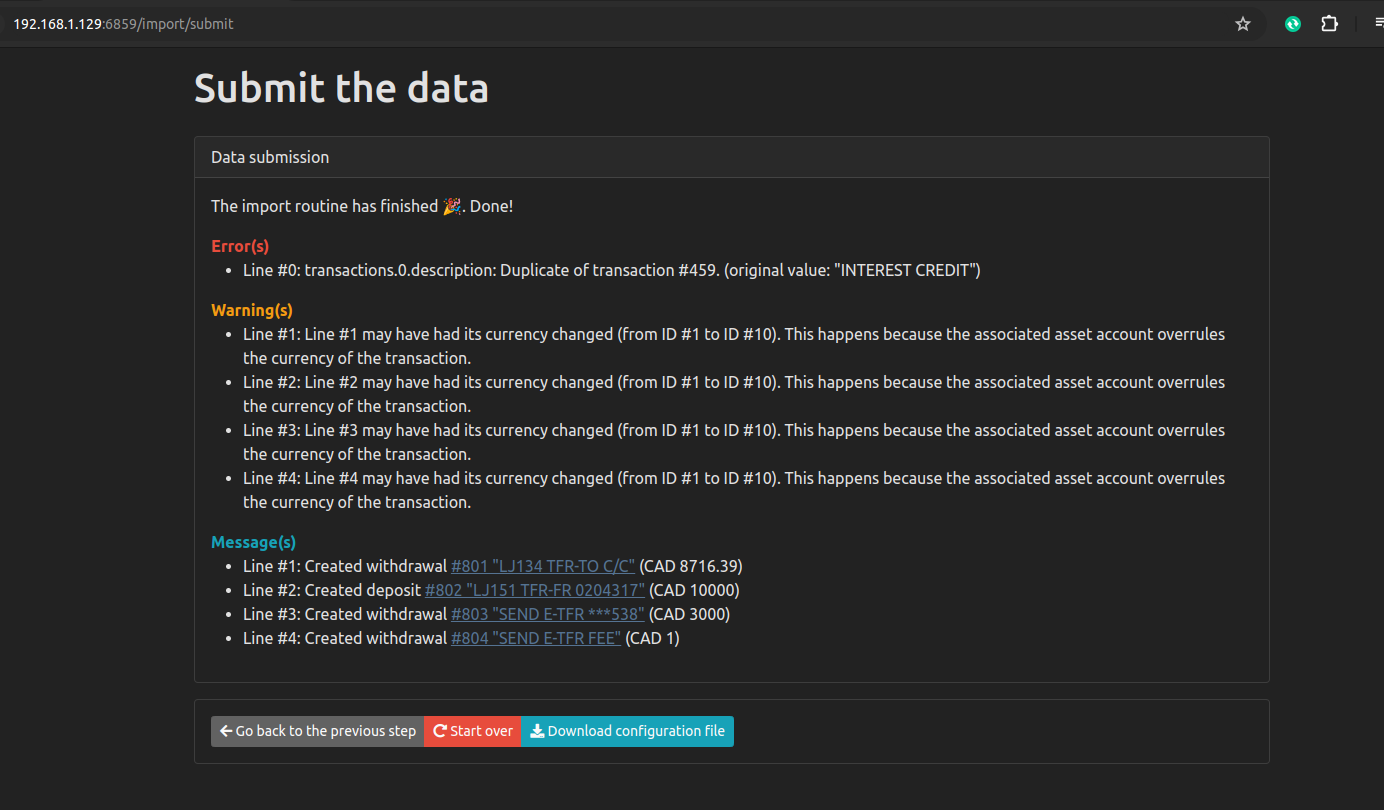 192.168.1.129:6859/import/submit
Submit the data
Data submission
The import routine has finished 🎉. Done!
Error(s)
• Line #0: transactions.0.description: Duplicate of transaction #459. (original value: "INTEREST CREDIT")
Warning(s)
• Line #1: Line #1 may have had its currency changed (from ID #1 to ID #10). This happens because the associated asset account overrules
the currency of the transaction.
• Line #2: Line #2 may have had its currency changed (from ID #1 to ID #10). This happens because the associated asset account overrules
the currency of the transaction.
• Line #3: Line #3 may have had its currency changed (from ID #1 to ID #10). This happens because the associated asset account overrules
the currency of the transaction.
• Line #4: Line #4 may have had its currency changed (from ID #1 to ID #10). This happens because the associated asset account overrules
the currency of the transaction.
Message(s)
• Line #1: Created withdrawal #801 "LJ134 TFR-TO C/C" (CAD 8716.39)
• Line #2: Created deposit #802 "LJ151 TFR-FR 0204317" (CAD 10000)
• Line #3: Created withdrawal #803 "SEND E-TFR ***538" (CAD 3000)
• Line #4: Created withdrawal #804 "SEND E-TFR FEE" (CAD 1)
Go back to the previous step Start over Download configuration file